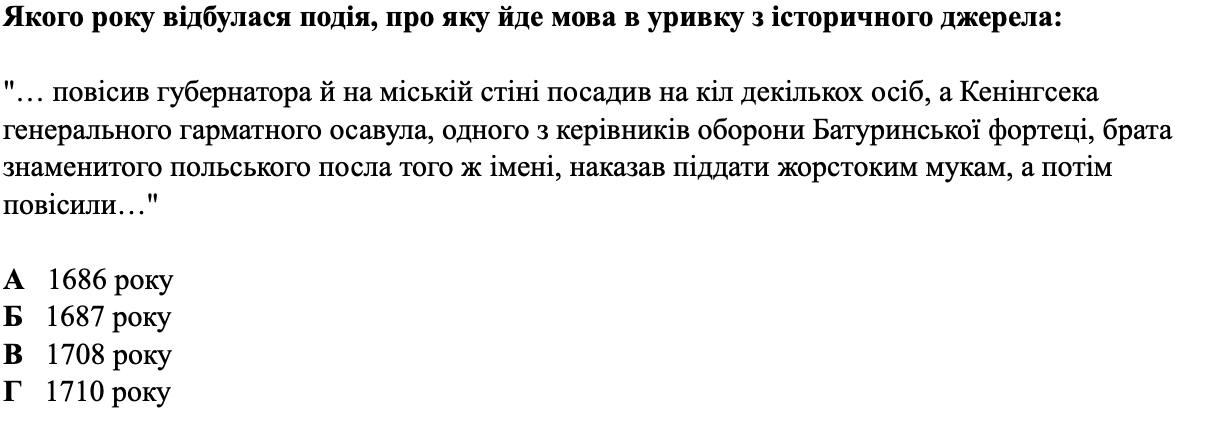 Якого року відбулася подія, про яку йде мова в уривку з історичного джерела:
"… повісив губернатора й на міській стіні посадив на кіл декількох осіб, а Кенінгсека
генерального гарматного осавула, одного з керівників оборони Батуринської фортеці, брата
знаменитого польського посла того ж імені, наказав піддати жорстоким мукам, а потім
повісили…"
А 1686 року
Б 1687 року
В 1708 року
Г 1710 року